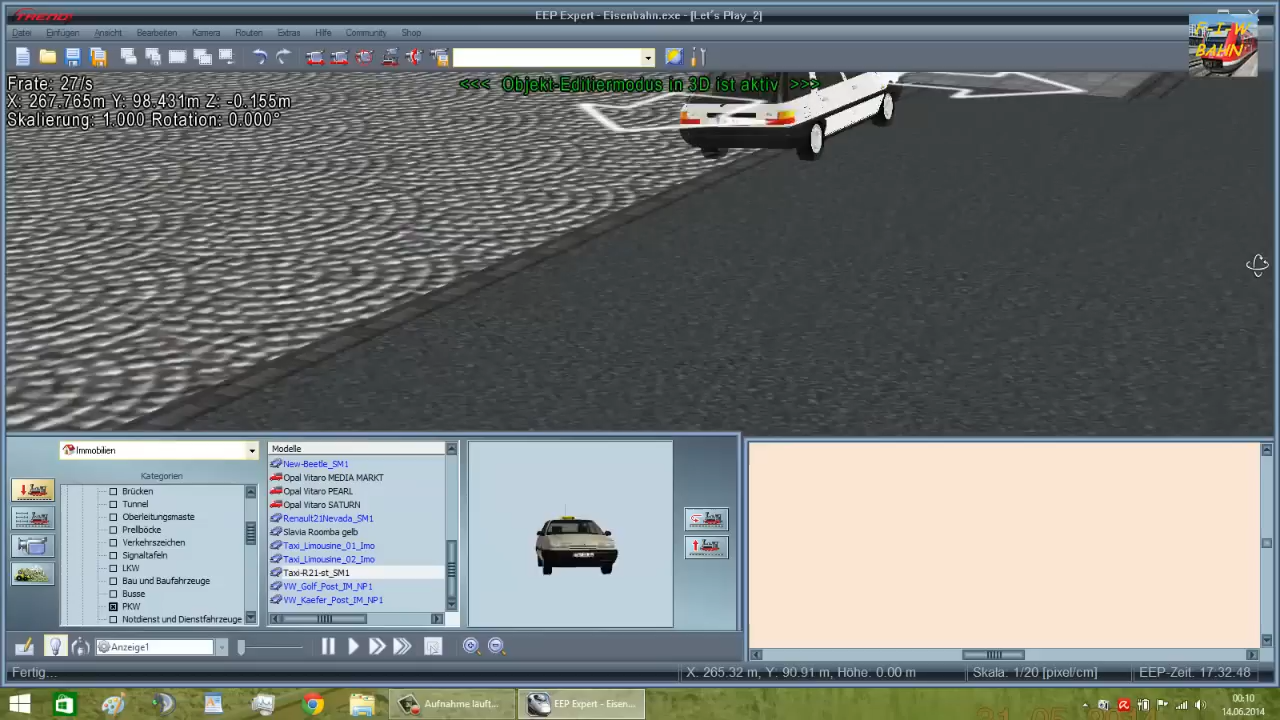 TREND
EEP Expert - Eisenbahn.exe - [Let´s Play_2]
Datei Einfügen Ansicht Bearbeiten Kamera Routen Extras Hilfe Community Shop
F I W
BAHN
Frate: 27/s
X: 267.765m Y: 98.431m Z: -0.155m
Skalierung: 1.000 Rotation: 0.000°
<<< Objekt-Editiermodus in 3D ist aktiv >>>
Immobilien
Kategorien
Brücken
Tunnel
Oberleitungsmaste
Prellböcke
Verkehrszeichen
Signaltafeln
LKW
Bau und Baufahrzeuge
Busse
PKW
Notdienst und Dienstfahrzeuge
Modelle
New-Beetle_SM1
Opal Vitaro MEDIA MARKT
Opal Vitaro PEARL
Opal Vitaro SATURN
Renault21Nevada_SM1
Slavia Roomba gelb
Taxi_Limousine_01_Imo
Taxi_Limousine_02_Imo
Taxi-R21-st_SM1
VW_Golf_Post_IM_NP1
VW_Kaefer_Post_IM_NP1
Anzeige1
Fertig...
X: 265.32 m, Y: 90.91 m, Höhe: 0.00 m
Skala: 1/20 [pixel/cm]
EEP-Zeit: 17:32:48
Aufnahme läuft...
EEP Expert - Eisen...
00:10
14.06.2014